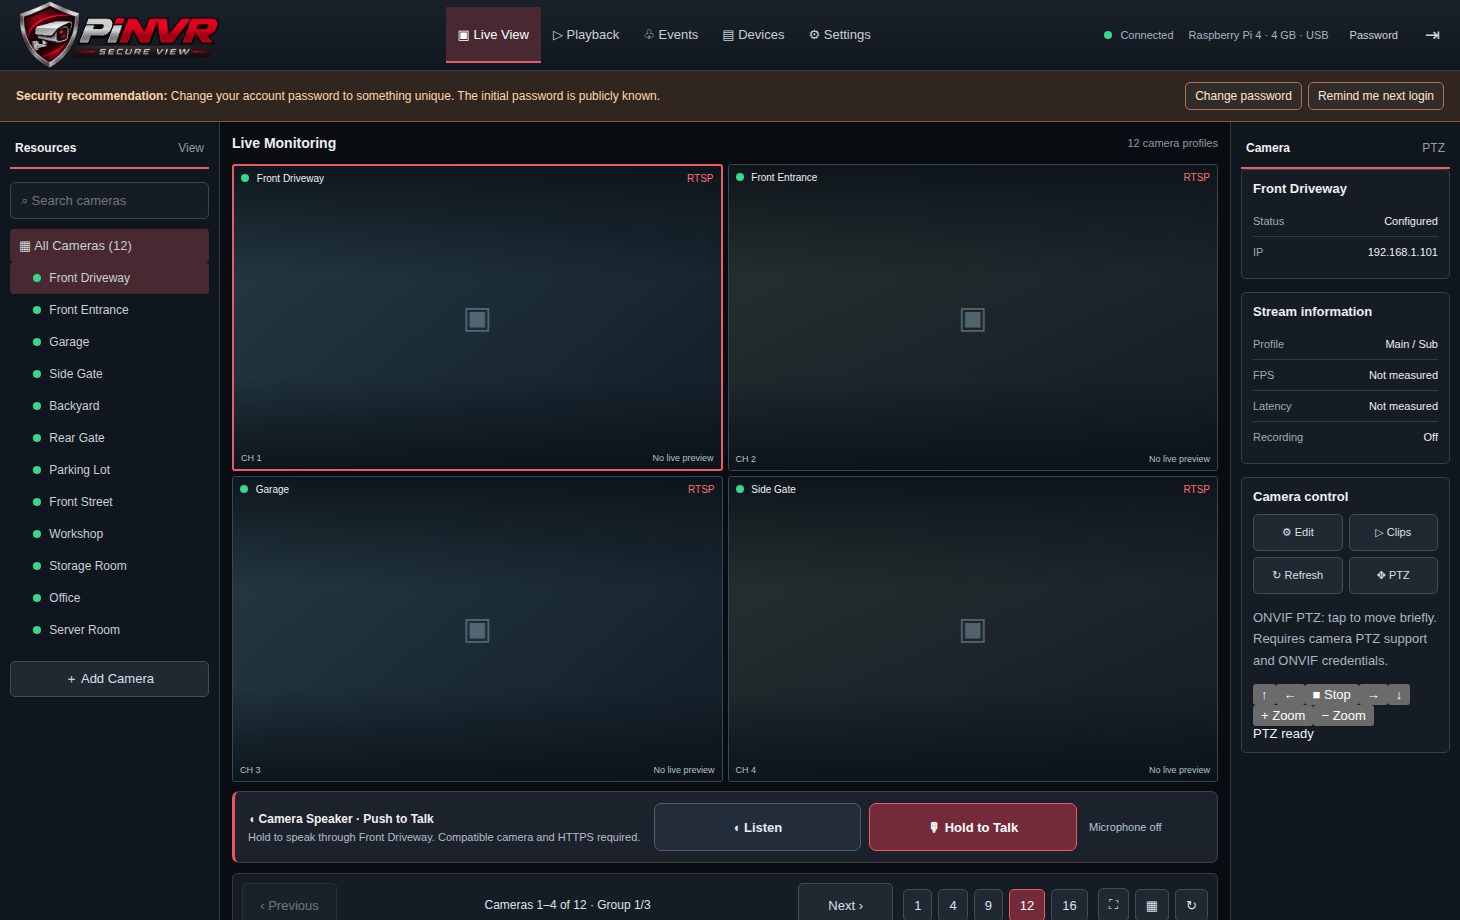 PiNVR
SECURE VIEW
▣ Live View
▷ Playback
♧ Events
▤ Devices
⚙ Settings
Connected
Raspberry Pi 4 · 4 GB · USB
Password
Security recommendation: Change your account password to something unique. The initial password is publicly known.
Change password
Remind me next login
Resources
View
Search cameras
▦ All Cameras (12)
Front Driveway
Front Entrance
Garage
Side Gate
Backyard
Rear Gate
Parking Lot
Front Street
Workshop
Storage Room
Office
Server Room
+ Add Camera
Live Monitoring
12 camera profiles
Front Driveway
RTSP
CH 1
No live preview
Front Entrance
RTSP
CH 2
No live preview
Garage
RTSP
CH 3
No live preview
Side Gate
RTSP
CH 4
No live preview
Camera Speaker · Push to Talk
Hold to speak through Front Driveway. Compatible camera and HTTPS required.
Listen
Hold to Talk
Microphone off
‹ Previous
Cameras 1–4 of 12 · Group 1/3
Next ›
1
4
9
12
16
Camera
PTZ
Front Driveway
Status
Configured
IP
192.168.1.101
Stream information
Profile
Main / Sub
FPS
Not measured
Latency
Not measured
Recording
Off
Camera control
⚙ Edit
▷ Clips
↻ Refresh
✥ PTZ
ONVIF PTZ: tap to move briefly.
Requires camera PTZ support
and ONVIF credentials.
↑ ← ■ Stop → ↓
+ Zoom − Zoom
PTZ ready